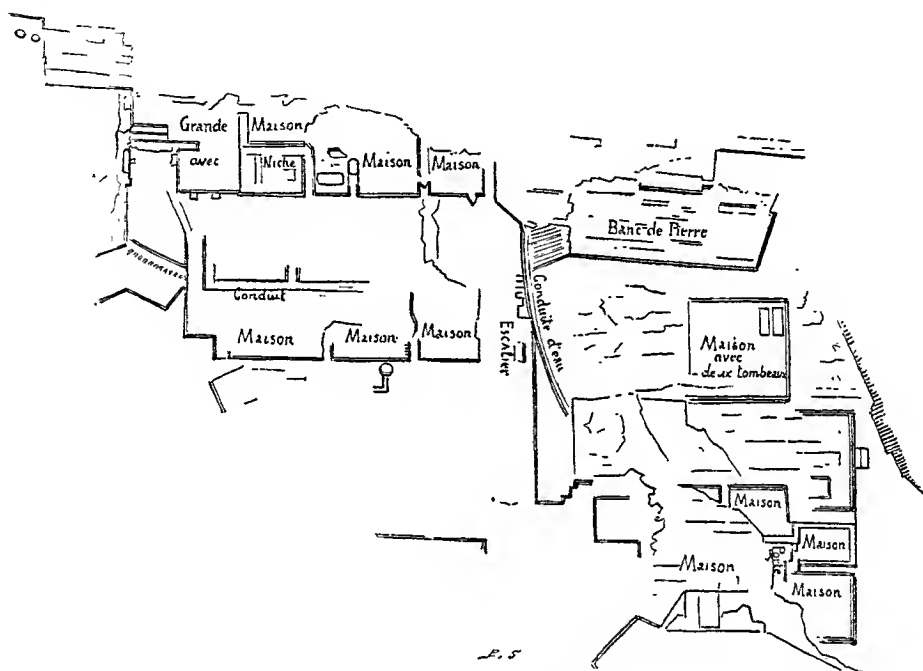 Grande Maison
avec Niche
Maison
Maison
Banc de Pierre
Conduit
Conduite d'eau
Escalier
Maison
Maison
Maison
Maison
avec
deux tombeaux
Maison
Maison
Maison
Maison